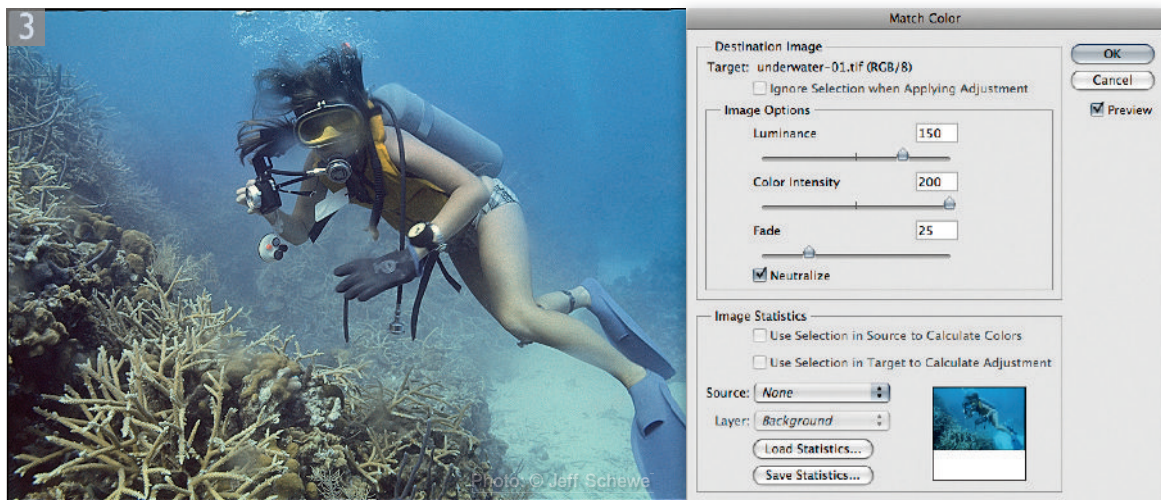 3
Photo: © Jeff Schewe
Match Color
Destination Image
Target: underwater-01.tif (RGB/8)
Ignore Selection when Applying Adjustment
Image Options
Luminance 150
Color Intensity 200
Fade 25
Neutralize
OK
Cancel
Preview
Image Statistics
Use Selection in Source to Calculate Colors
Use Selection in Target to Calculate Adjustment
Source: None
Layer: Background
Load Statistics...
Save Statistics...